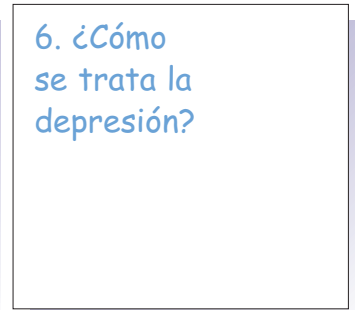 6. ¿Cómo
se trata la
depresión?